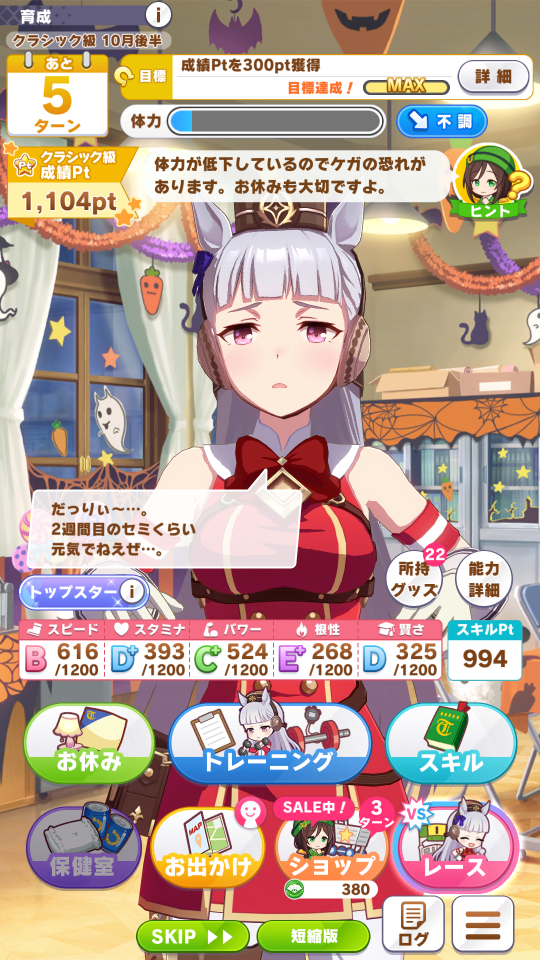 育成
i
クラシック級 10月後半
あと
5
ターン
目標
成績Ptを300pt獲得
目標達成！
MAX
詳細
体力
不調
Pt
クラシック級
成績Pt
1,104pt
体力が低下しているのでケガの恐れが
あります。お休みも大切ですよ。
?
ヒント
だっりぃ～…。
2週間目のセミくらい
元気でねえぜ…。
22
所持
グッズ
能力
詳細
トップスター i
スピード スタミナ パワー 根性 賢さ スキルPt
B 616 /1200 D+ 393 /1200 C+ 524 /1200 E+ 268 /1200 D 325 /1200 994
お休み
トレーニング
スキル
保健室
MAP
お出かけ
SALE中！ 3
ターン
ショップ
380
VS
レース
SKIP
短縮版
ログ